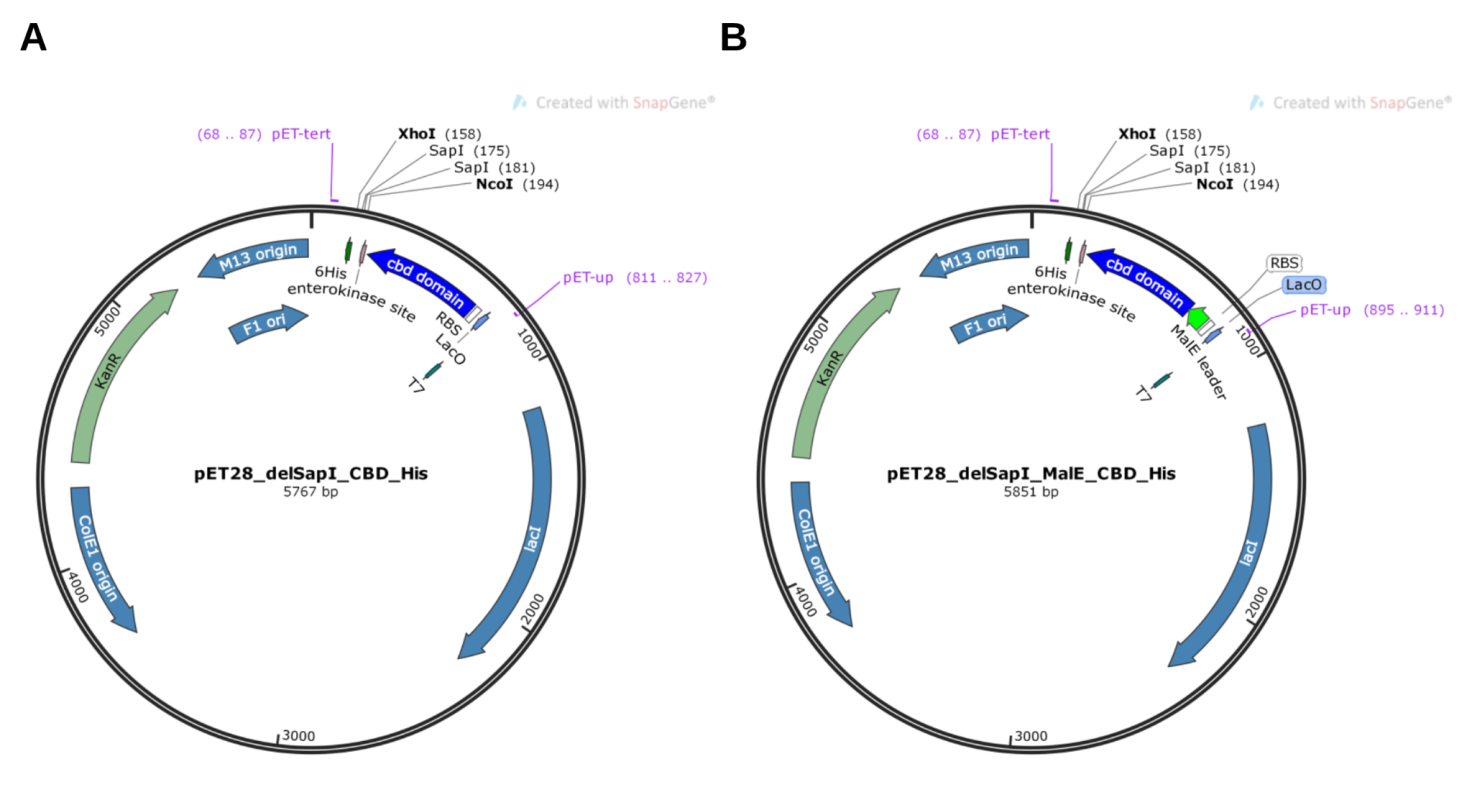 A
Created with SnapGene®
(68 .. 87) pET-tert
XhoI (158)
SapI (175)
SapI (181)
NcoI (194)
pET-up (811 .. 827)
M13 origin
6His
enterokinase site
cbd domain
RBS
LacO
T7
F1 ori
KanR
ColE1 origin
lacI
1000
2000
3000
4000
5000
pET28_delSapI_CBD_His
5767 bp
B
Created with SnapGene®
(68 .. 87) pET-tert
XhoI (158)
SapI (175)
SapI (181)
NcoI (194)
RBS
LacO
pET-up (895 .. 911)
M13 origin
6His
enterokinase site
cbd domain
MalE leader
T7
F1 ori
KanR
ColE1 origin
lacI
1000
2000
3000
4000
5000
pET28_delSapI_MalE_CBD_His
5851 bp